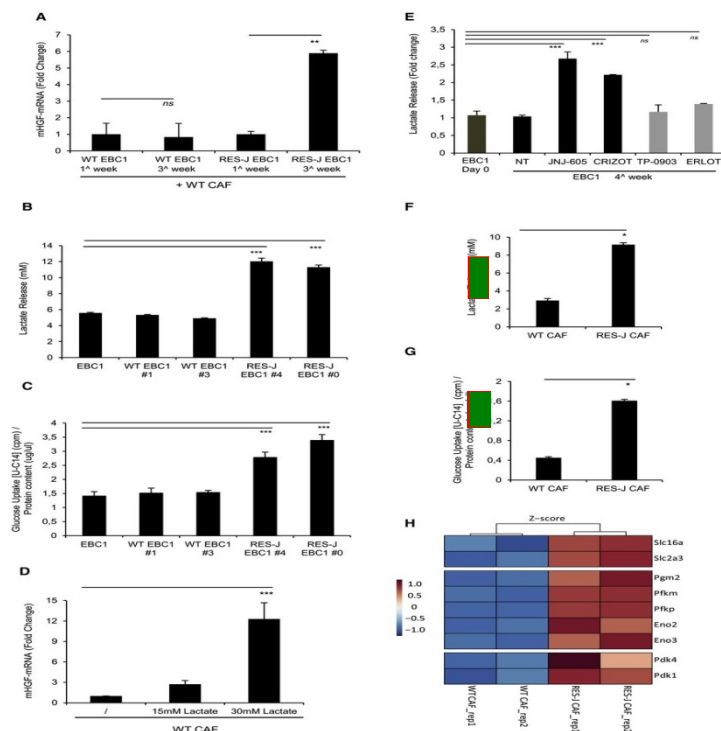 A
mHGF-mRNA (Fold Change)
7
6
5
4
3
2
1
0
ns
**
WT EBC1
1^ week
WT EBC1
3^ week
RES-J EBC1
1^ week
RES-J EBC1
3^ week
+ WT CAF
B
Lactate Release
(mM)
14
12
10
8
6
4
2
0
***
***
EBC1
WT EBC1
#1
WT EBC1
#3
RES-J
EBC1 #4
RES-J
EBC1 #0
C
Glucose Uptake [U-C14] (cpm) /
Protein content (ug/ul)
3,5
3
2,5
2
1,5
1
0,5
0
***
***
EBC1
WT EBC1
#1
WT EBC1
#3
RES-J
EBC1 #4
RES-J
EBC1 #0
D
mHGF-mRNA (Fold Change)
15
12
9
6
3
0
***
/
15mM Lactate
30mM Lactate
WT CAF
E
Lactate Release (Fold change)
3,5
3
2,5
2
1,5
1
0,5
0
***
***
ns
ns
EBC1
Day 0
NT
JNJ-605
CRIZOT
TP-0903
ERLOT
EBC1 4^ week
F
(mM)
10
8
6
4
2
0
*
WT CAF
RES-J CAF
G
Glucose Uptake [U-C14] (cpm) /
Protein content
2
,6
,2
0,4
0
*
WT CAF
RES-J CAF
H
Z-score
1.0
0.5
0
−0.5
−1.0
Slc16a
Slc2a3
Pgm2
Pfkm
Pfkp
Eno2
Eno3
Pdk4
Pdk1
WT CAF_rep1
WT CAF_rep2
RES-J CAF_rep1
RES-J CAF_rep2